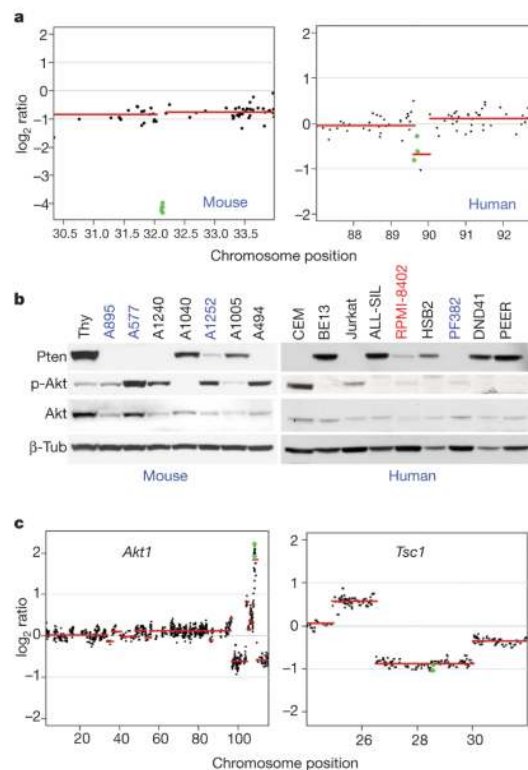 a
log2 ratio
2
1
0
−1
−2
−3
−4
30.5 31.0 31.5 32.0 32.5 33.0 33.5
Mouse
2
1
0
−1
−2
88 89 90 91 92
Human
Chromosome position
b
Thy A895 A577 A1240 A1040 A1252 A1005 A494
CEM BE13 Jurkat ALL-SIL RPMI-8402 HSB2 PF382 DND41 PEER
Pten
p-Akt
Akt
β-Tub
Mouse Human
c
log2 ratio
2
1
0
−1
−2
Akt1
0 20 40 60 80 100
Chromosome position
2
1
0
−1
−2
Tsc1
26 28 30 32
Chromosome position